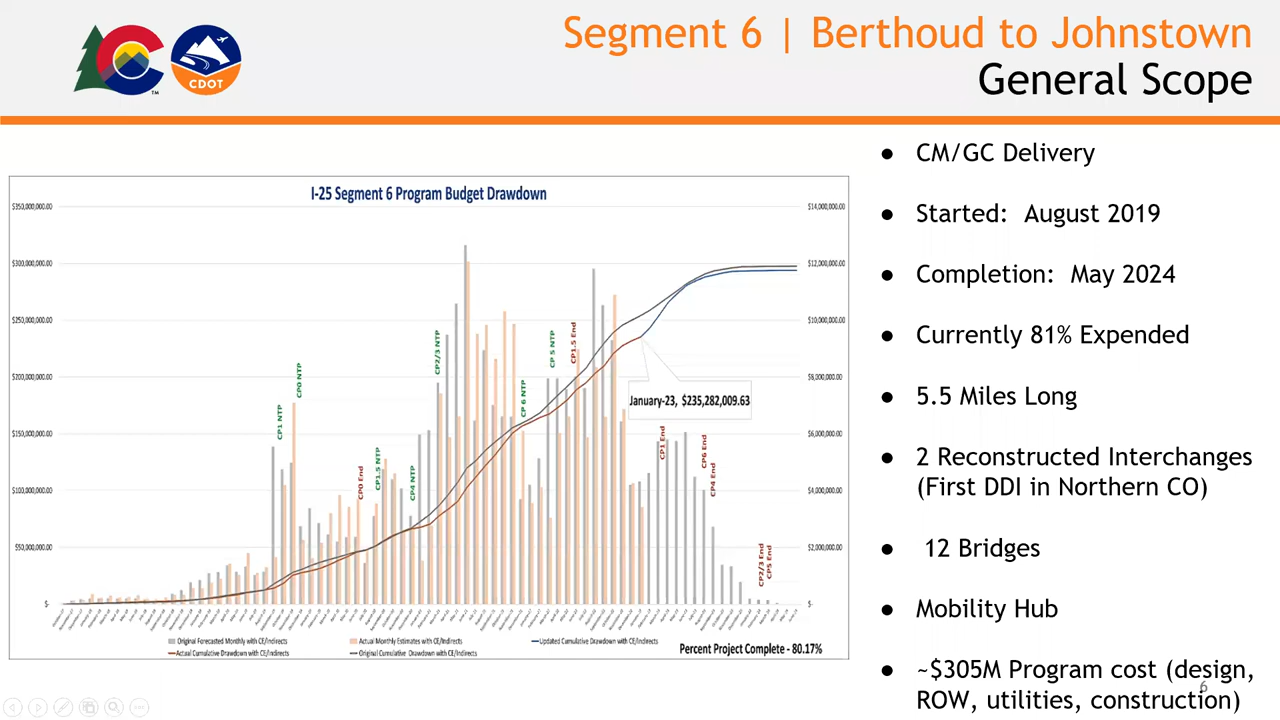 Segment 6 | Berthoud to Johnstown
General Scope
CDOT
TM
I-25 Segment 6 Program Budget Drawdown
$350,000,000.00
$300,000,000.00
$250,000,000.00
$200,000,000.00
$150,000,000.00
$100,000,000.00
$50,000,000.00
$-
$14,000,000.00
$12,000,000.00
$10,000,000.00
$8,000,000.00
$6,000,000.00
$4,000,000.00
$2,000,000.00
$-
CP1 NTP
CP0 NTP
CP0 End
CP1.5 NTP
CP4 NTP
CP2/3 NTP
CP 6 NTP
CP 5 NTP
CP1.5 End
January-23, $235,282,009.63
CP1 End
CP6 End
CP4 End
CP2/3 End
CP5 End
Original Forecasted Monthly with CE/Indirects
Actual Monthly Estimates with CE/Indirects
Updated Cumulative Drawdown with CE/Indirects
Actual Cumulative Drawdown with CE/Indirects
Original Cumulative Drawdown with CE/Indirects
Percent Project Complete - 80.17%
● CM/GC Delivery
● Started: August 2019
● Completion: May 2024
● Currently 81% Expended
● 5.5 Miles Long
● 2 Reconstructed Interchanges
(First DDI in Northern CO)
● 12 Bridges
● Mobility Hub
● ~$305M Program cost (design,
ROW, utilities, construction)
6